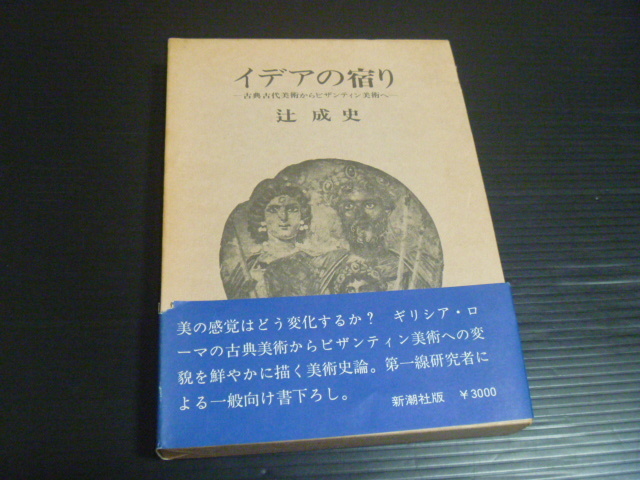 イデアの宿り
―古典古代美術からビザンティン美術へ―
辻 成史
美の感覚はどう変化するか? ギリシア・ロ
ーマの古典美術からビザンティン美術への変
貌を鮮やかに描く美術史論。第一線研究者に
よる一般向け書下ろし。
新潮社版 ￥3000